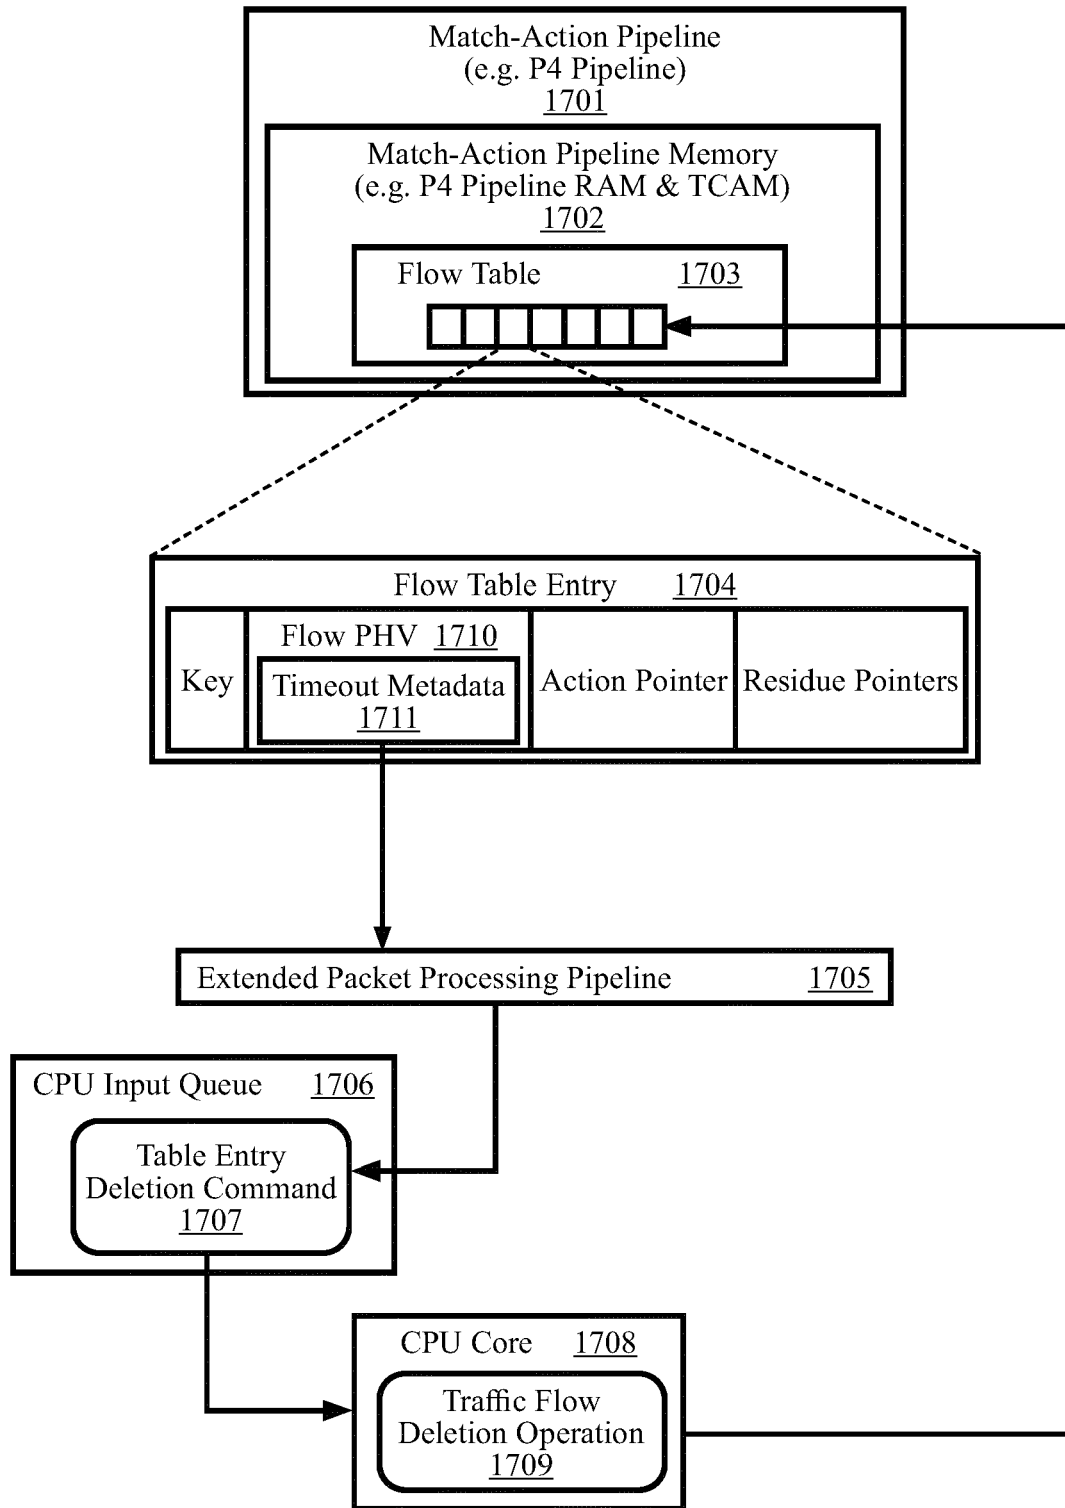 Match-Action Pipeline
(e.g. P4 Pipeline)
1701
Match-Action Pipeline Memory
(e.g. P4 Pipeline RAM & TCAM)
1702
Flow Table 1703
Flow Table Entry 1704
Key
Flow PHV 1710
Timeout Metadata
1711
Action Pointer
Residue Pointers
Extended Packet Processing Pipeline 1705
CPU Input Queue 1706
Table Entry
Deletion Command
1707
CPU Core 1708
Traffic Flow
Deletion Operation
1709